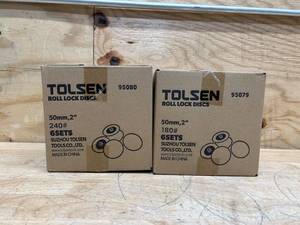 TOLSEN
ROLL LOCK DISCS
95080
50mm,2"
240#
6SETS
SUZHOU TOLSEN
TOOLS CO.,LTD.
MADE IN CHINA
TOLSEN
ROLL LOCK DISCS
95079
50mm,2"
180#
6SETS
SUZHOU TOLSEN
TOOLS CO.,LTD.
MADE IN CHINA